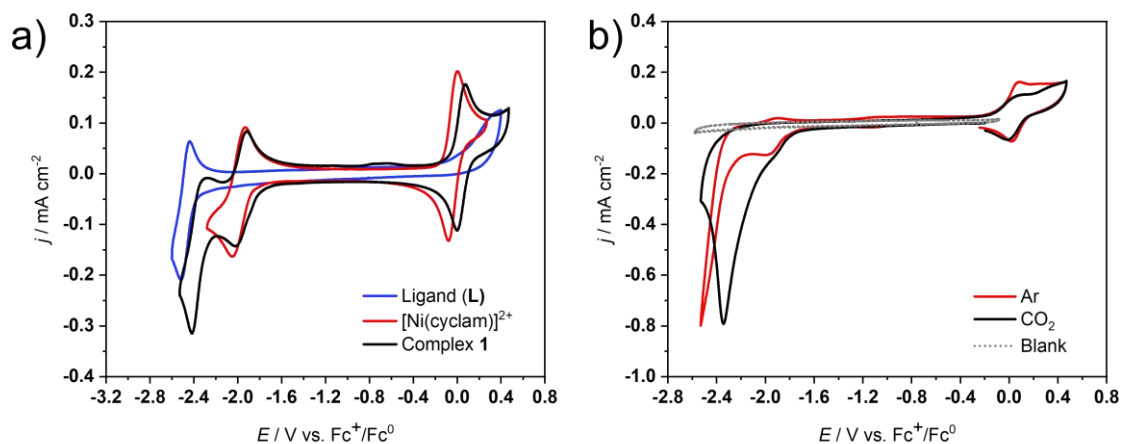 a)
0.3
0.2
0.1
0.0
-0.1
-0.2
-0.3
-0.4
j / mA cm⁻²
Ligand (L)
[Ni(cyclam)]²⁺
Complex 1
-3.2 -2.8 -2.4 -2.0 -1.6 -1.2 -0.8 -0.4 0.0 0.4 0.8
E / V vs. Fc⁺/Fc⁰
b)
0.4
0.2
0.0
-0.2
-0.4
-0.6
-0.8
-1.0
j / mA cm⁻²
Ar
CO₂
Blank
-2.8 -2.4 -2.0 -1.6 -1.2 -0.8 -0.4 0.0 0.4 0.8
E / V vs. Fc⁺/Fc⁰